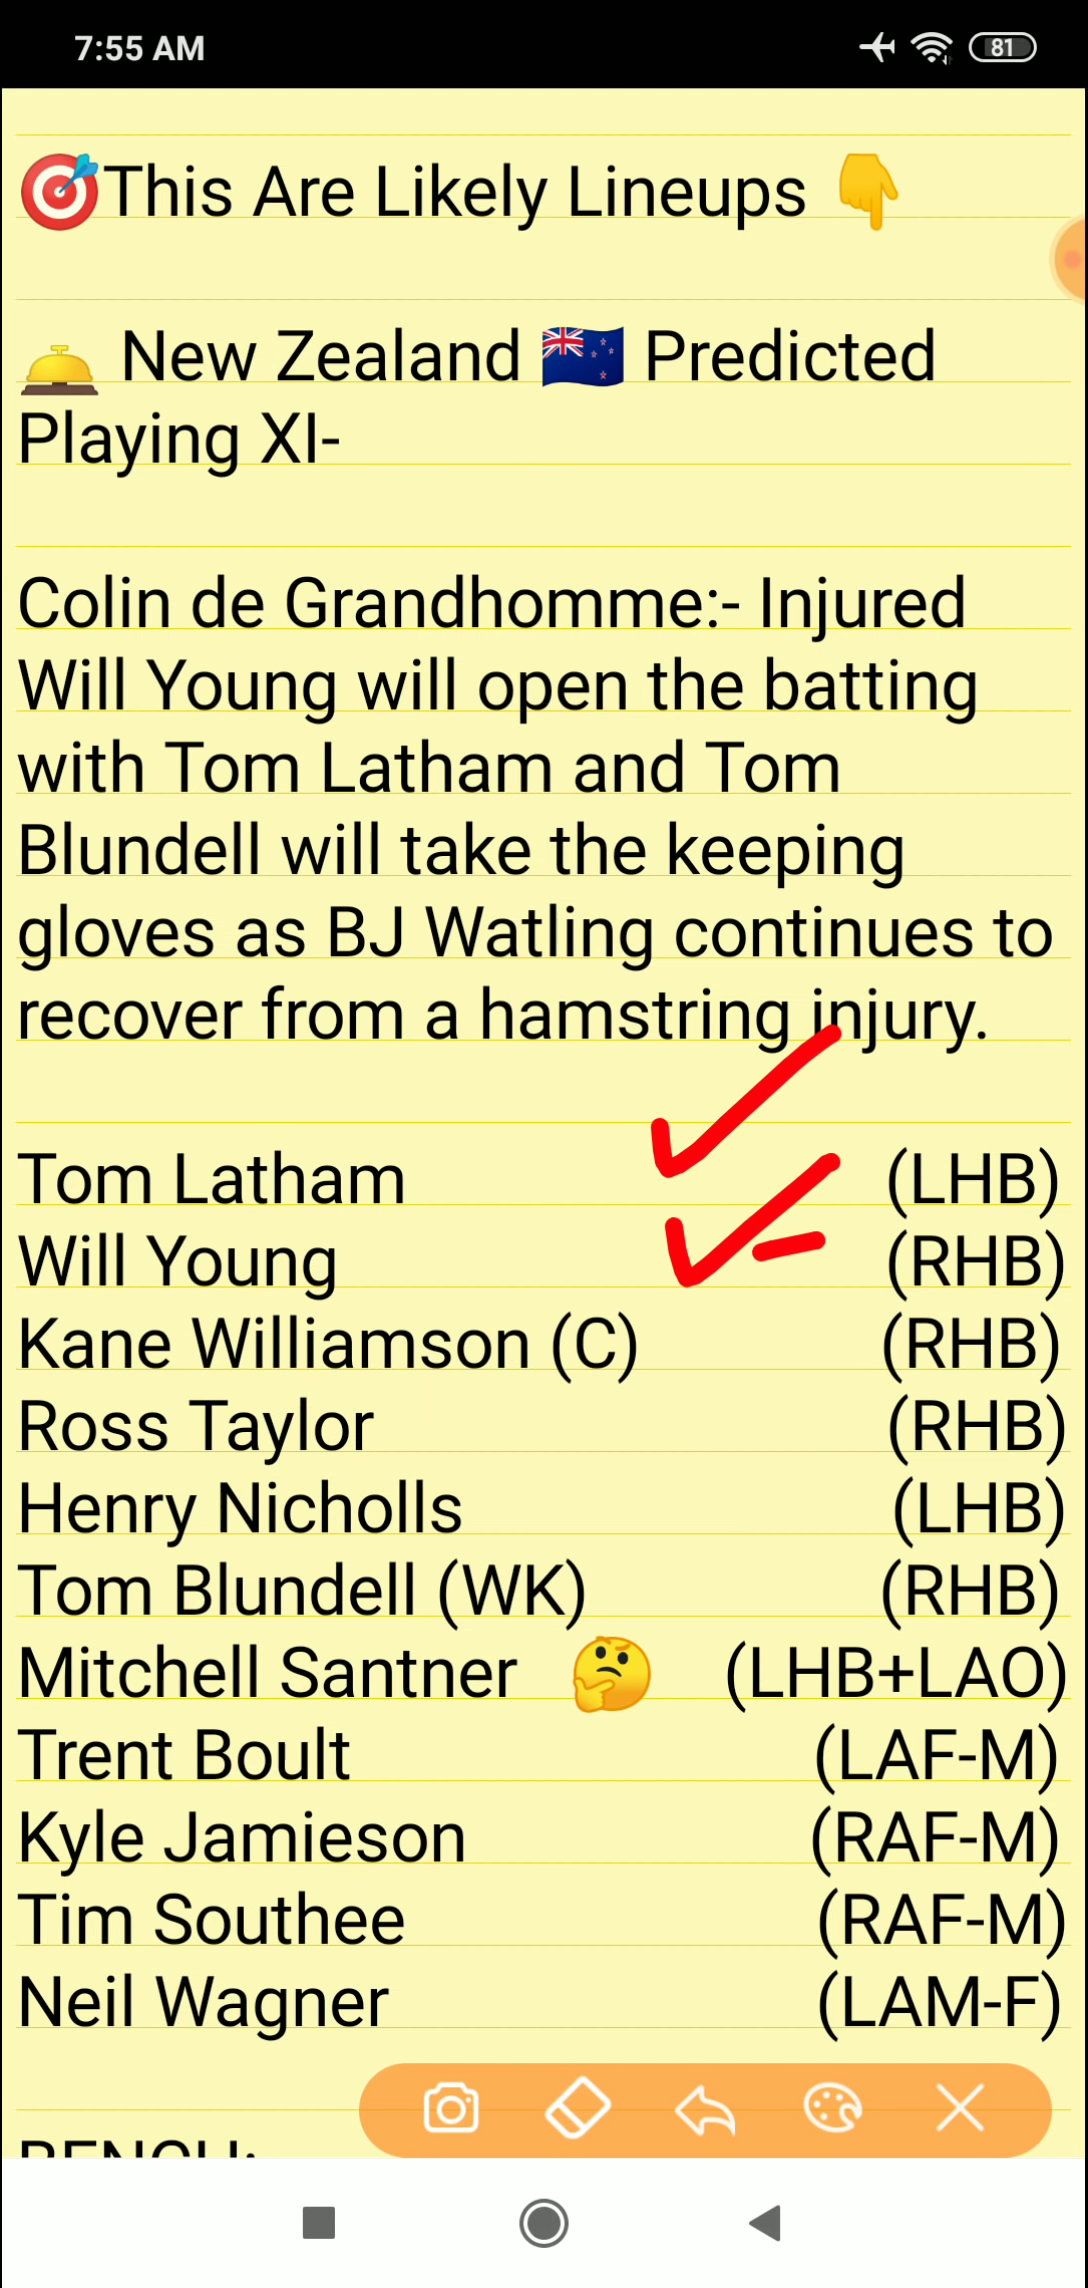 7:55 AM
81
🎯This Are Likely Lineups 👇
🛎 New Zealand 🇳🇿 Predicted
Playing XI-
Colin de Grandhomme:- Injured
Will Young will open the batting
with Tom Latham and Tom
Blundell will take the keeping
gloves as BJ Watling continues to
recover from a hamstring injury.
Tom Latham (LHB)
Will Young (RHB)
Kane Williamson (C) (RHB)
Ross Taylor (RHB)
Henry Nicholls (LHB)
Tom Blundell (WK) (RHB)
Mitchell Santner 🤔 (LHB+LAO)
Trent Boult (LAF-M)
Kyle Jamieson (RAF-M)
Tim Southee (RAF-M)
Neil Wagner (LAM-F)
BENCH: